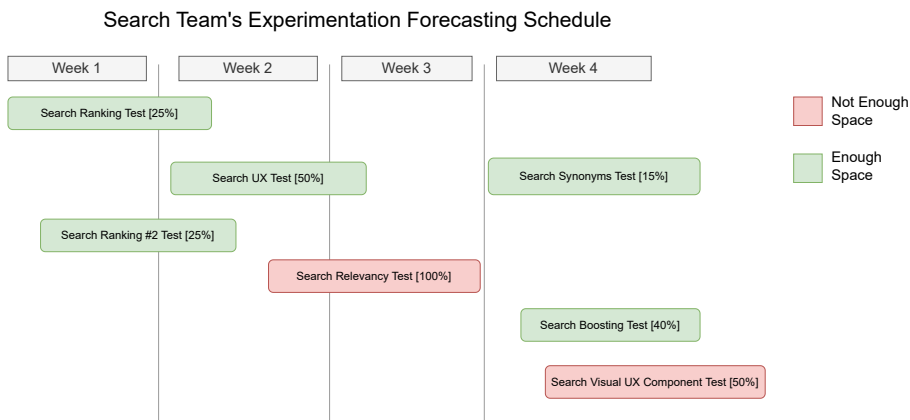 Search Team's Experimentation Forecasting Schedule
Week 1
Week 2
Week 3
Week 4
Not Enough
Space
Search Ranking Test [25%]
Enough
Space
Search UX Test [50%]
Search Synonyms Test [15%]
Search Ranking #2 Test [25%]
Search Relevancy Test [100%]
Search Boosting Test [40%]
Search Visual UX Component Test [50%]